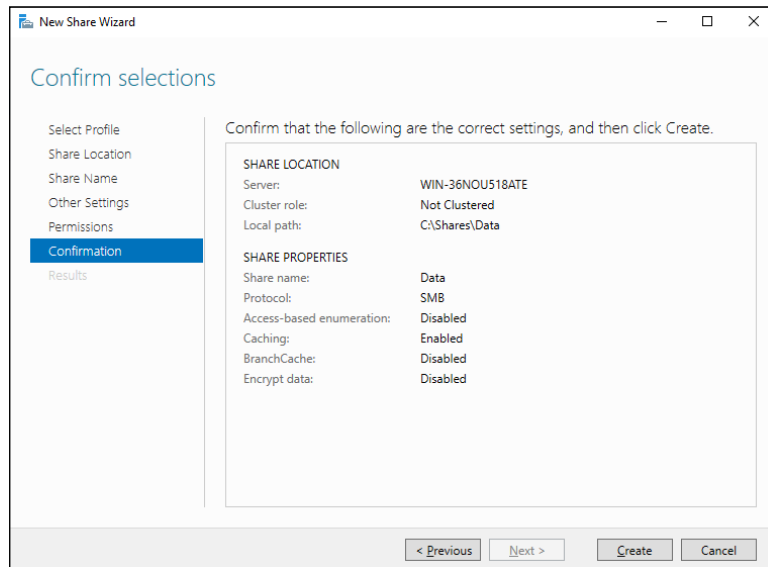 New Share Wizard
Confirm selections
Select Profile
Share Location
Share Name
Other Settings
Permissions
Confirmation
Results
Confirm that the following are the correct settings, and then click Create.
SHARE LOCATION
Server: WIN-36NOU518ATE
Cluster role: Not Clustered
Local path: C:\Shares\Data
SHARE PROPERTIES
Share name: Data
Protocol: SMB
Access-based enumeration: Disabled
Caching: Enabled
BranchCache: Disabled
Encrypt data: Disabled
< Previous Next > Create Cancel